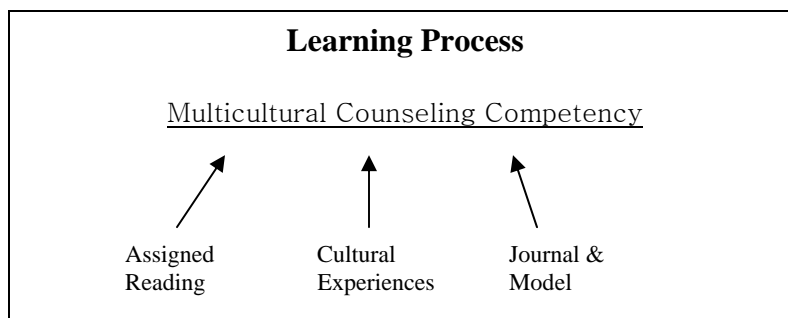 Learning Process
Multicultural Counseling Competency
Assigned Cultural Journal &
Reading Experiences Model